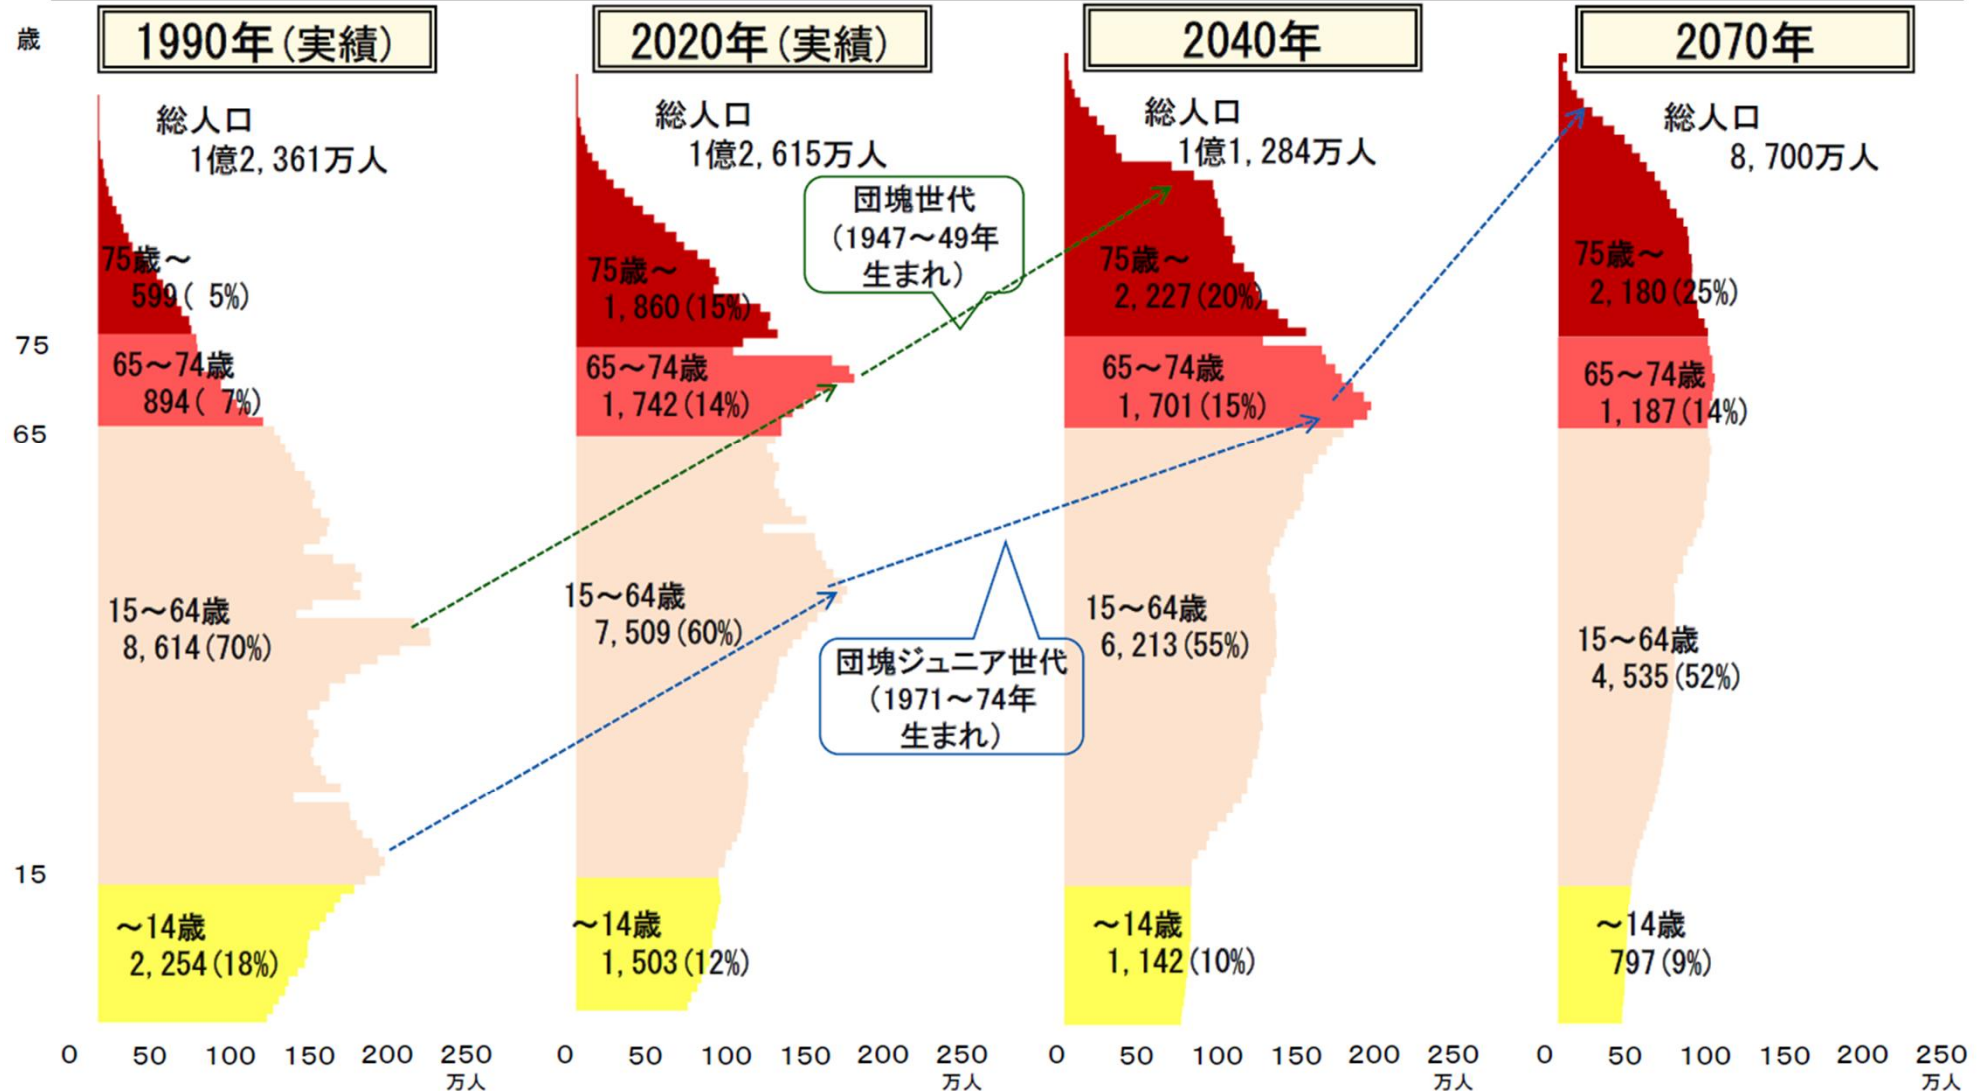 歳
1990年(実績)
総人口
1億2,361万人
75歳～
599( 5%)
65～74歳
894( 7%)
15～64歳
8,614(70%)
～14歳
2,254(18%)
75
65
15
0 50 100 150 200 250
万人
2020年(実績)
総人口
1億2,615万人
75歳～
1,860(15%)
65～74歳
1,742(14%)
15～64歳
7,509(60%)
～14歳
1,503(12%)
0 50 100 150 200 250
万人
団塊世代
(1947～49年
生まれ)
団塊ジュニア世代
(1971～74年
生まれ)
2040年
総人口
1億1,284万人
75歳～
2,227(20%)
65～74歳
1,701(15%)
15～64歳
6,213(55%)
～14歳
1,142(10%)
0 50 100 150 200 250
万人
2070年
総人口
8,700万人
75歳～
2,180(25%)
65～74歳
1,187(14%)
15～64歳
4,535(52%)
～14歳
797(9%)
0 50 100 150 200 250
万人